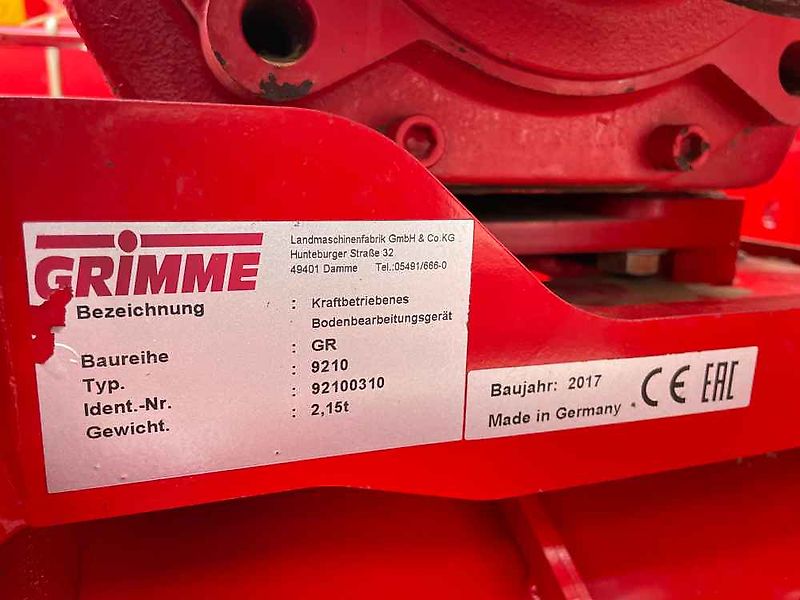 GRIMME
Landmaschinenfabrik GmbH & Co.KG
Hunteburger Straße 32
49401 Damme Tel.:05491/666-0
Bezeichnung : Kraftbetriebenes
Bodenbearbeitungsgerät
Baureihe : GR
Typ. : 9210
Ident.-Nr. : 92100310
Gewicht. : 2,15t
Baujahr: 2017
Made in Germany
CE EAC